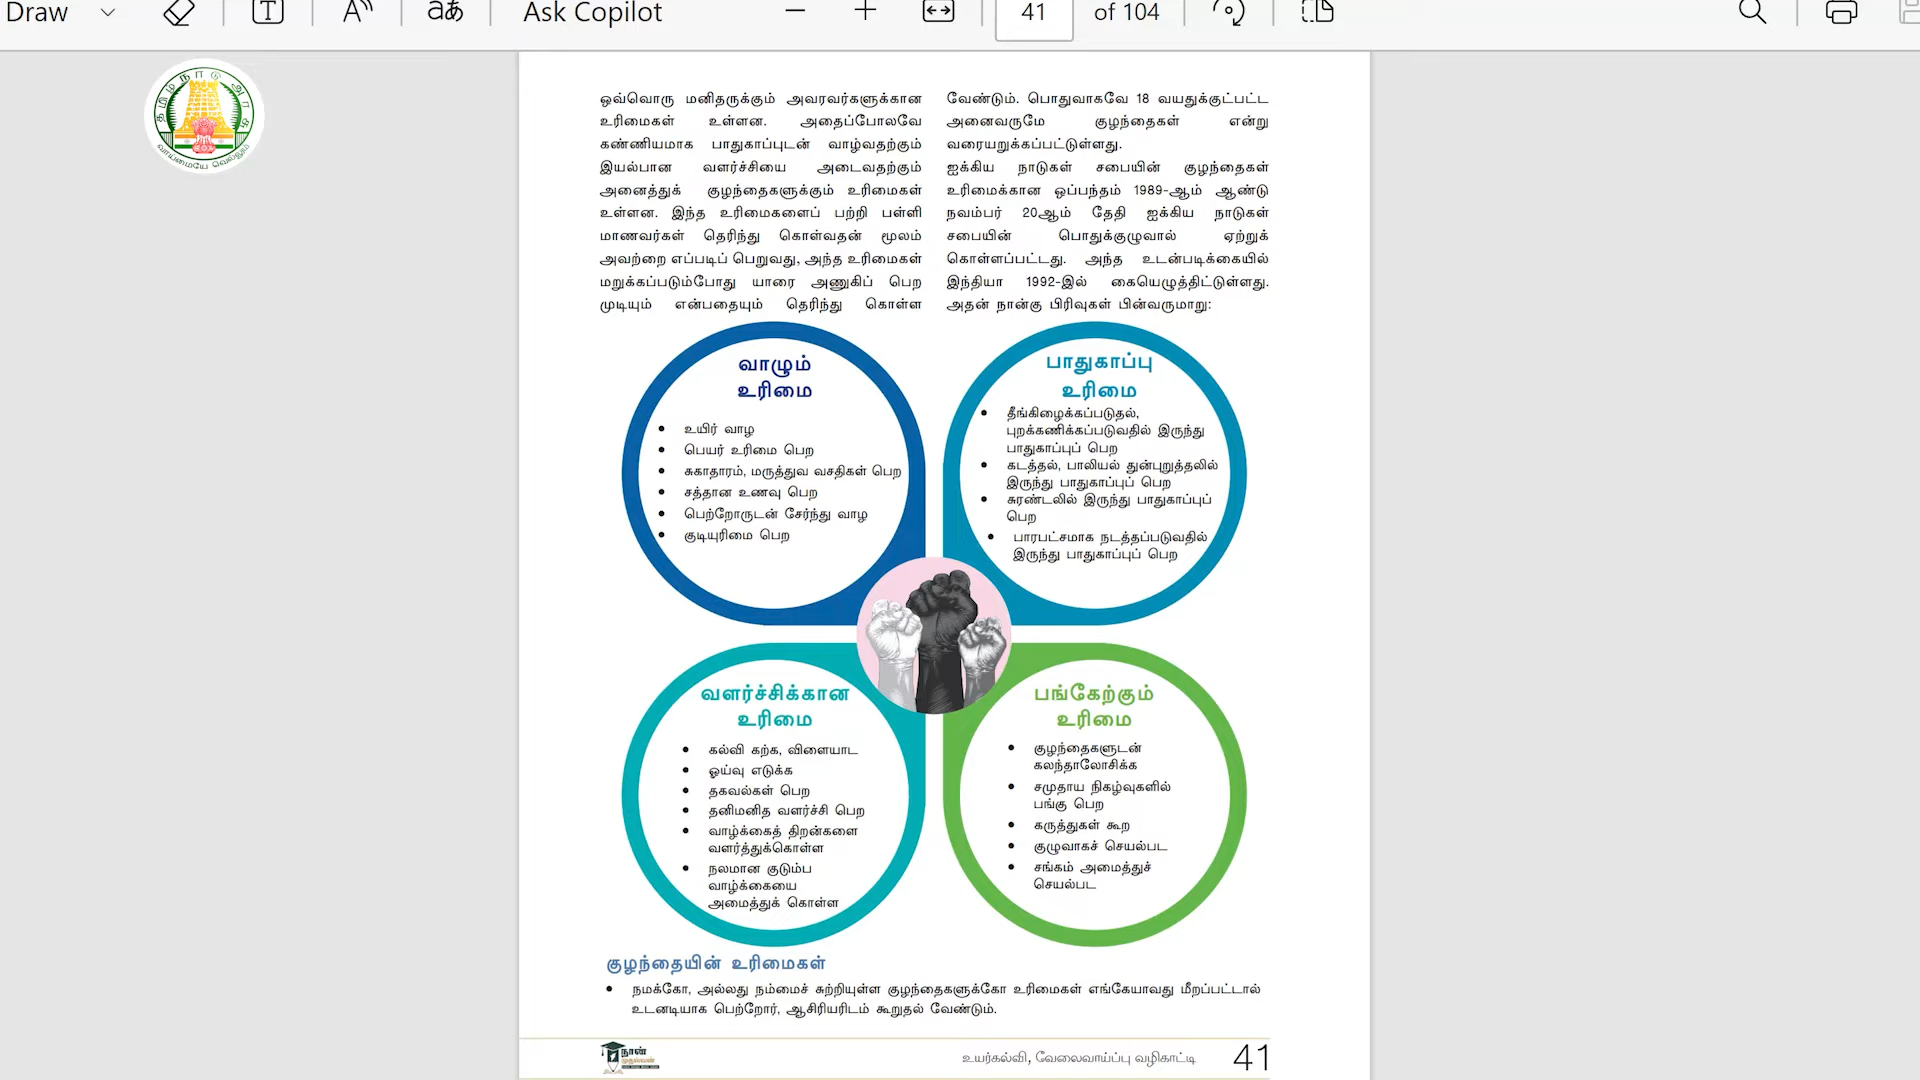 Draw
T
A
aあ
Ask Copilot
41
of 104
தமிழ்நாடு அரசு
வாய்மையே வெல்லும்
ஒவ்வொரு மனிதருக்கும் அவரவர்களுக்கான
உரிமைகள் உள்ளன. அதைப்போலவே
கண்ணியமாக பாதுகாப்புடன் வாழ்வதற்கும்
இயல்பான வளர்ச்சியை அடைவதற்கும்
அனைத்துக் குழந்தைகளுக்கும் உரிமைகள்
உள்ளன. இந்த உரிமைகளைப் பற்றி பள்ளி
மாணவர்கள் தெரிந்து கொள்வதன் மூலம்
அவற்றை எப்படிப் பெறுவது, அந்த உரிமைகள்
மறுக்கப்படும்போது யாரை அணுகிப் பெற
முடியும் என்பதையும் தெரிந்து கொள்ள
வேண்டும். பொதுவாகவே 18 வயதுக்குட்பட்ட
அனைவருமே குழந்தைகள் என்று
வரையறுக்கப்பட்டுள்ளது.
ஐக்கிய நாடுகள் சபையின் குழந்தைகள்
உரிமைக்கான ஒப்பந்தம் 1989-ஆம் ஆண்டு
நவம்பர் 20ஆம் தேதி ஐக்கிய நாடுகள்
சபையின் பொதுக்குழுவால் ஏற்றுக்
கொள்ளப்பட்டது. அந்த உடன்படிக்கையில்
இந்தியா 1992-இல் கையெழுத்திட்டுள்ளது.
அதன் நான்கு பிரிவுகள் பின்வருமாறு:
வாழும்
உரிமை
• உயிர் வாழ
• பெயர் உரிமை பெற
• சுகாதாரம், மருத்துவ வசதிகள் பெற
• சத்தான உணவு பெற
• பெற்றோருடன் சேர்ந்து வாழ
• குடியுரிமை பெற
பாதுகாப்பு
உரிமை
• தீங்கிழைக்கப்படுதல்,
புறக்கணிக்கப்படுவதில் இருந்து
பாதுகாப்புப் பெற
• கடத்தல், பாலியல் துன்புறுத்தலில்
இருந்து பாதுகாப்புப் பெற
• சுரண்டலில் இருந்து பாதுகாப்புப்
பெற
• பாரபட்சமாக நடத்தப்படுவதில்
இருந்து பாதுகாப்புப் பெற
வளர்ச்சிக்கான
உரிமை
• கல்வி கற்க, விளையாட
• ஓய்வு எடுக்க
• தகவல்கள் பெற
• தனிமனித வளர்ச்சி பெற
• வாழ்க்கைத் திறன்களை
வளர்த்துக்கொள்ள
• நலமான குடும்ப
வாழ்க்கையை
அமைத்துக் கொள்ள
பங்கேற்கும்
உரிமை
• குழந்தைகளுடன்
கலந்தாலோசிக்க
• சமுதாய நிகழ்வுகளில்
பங்கு பெற
• கருத்துகள் கூற
• குழுவாகச் செயல்பட
• சங்கம் அமைத்துச்
செயல்பட
குழந்தையின் உரிமைகள்
• நமக்கோ, அல்லது நம்மைச் சுற்றியுள்ள குழந்தைகளுக்கோ உரிமைகள் எங்கேயாவது மீறப்பட்டால்
உடனடியாக பெற்றோர், ஆசிரியரிடம் கூறுதல் வேண்டும்.
நான்
முதல்வன்
உயர்கல்வி, வேலைவாய்ப்பு வழிகாட்டி
41